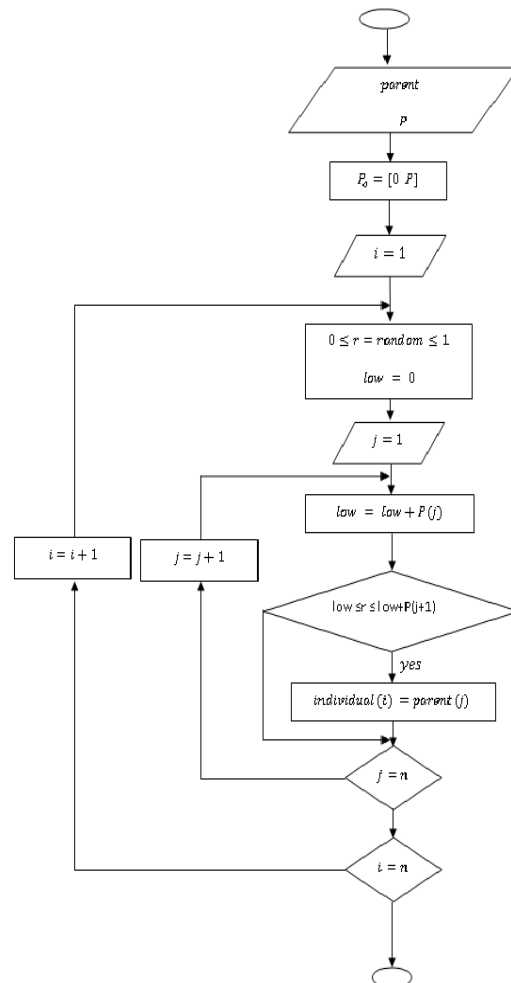 parent
P
P₀ = [0 P]
i = 1
0 ≤ r = random ≤ 1
low = 0
j = 1
low = low + P(j)
i = i + 1
j = j + 1
low ≤r ≤low+P(j+1)
yes
individual(i) = parent(j)
j = n
i = n